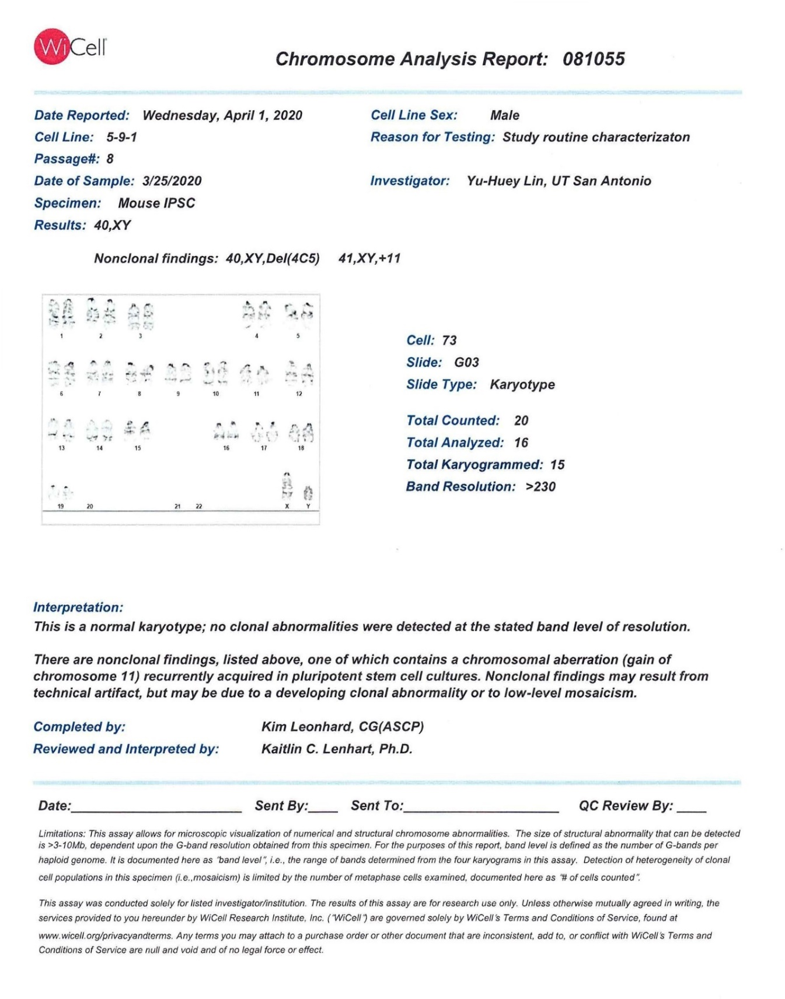 WiCell
Chromosome Analysis Report: 081055
Date Reported: Wednesday, April 1, 2020
Cell Line Sex: Male
Cell Line: 5-9-1
Reason for Testing: Study routine characterizaton
Passage#: 8
Date of Sample: 3/25/2020
Investigator: Yu-Huey Lin, UT San Antonio
Specimen: Mouse IPSC
Results: 40,XY
Nonclonal findings: 40,XY,Del(4C5) 41,XY,+11
1 2 3 4 5
6 7 8 9 10 11 12
13 14 15 16 17 18
19 20 21 22 X Y
Cell: 73
Slide: G03
Slide Type: Karyotype
Total Counted: 20
Total Analyzed: 16
Total Karyogrammed: 15
Band Resolution: >230
Interpretation:
This is a normal karyotype; no clonal abnormalities were detected at the stated band level of resolution.
There are nonclonal findings, listed above, one of which contains a chromosomal aberration (gain of
chromosome 11) recurrently acquired in pluripotent stem cell cultures. Nonclonal findings may result from
technical artifact, but may be due to a developing clonal abnormality or to low-level mosaicism.
Completed by: Kim Leonhard, CG(ASCP)
Reviewed and Interpreted by: Kaitlin C. Lenhart, Ph.D.
Date:______ Sent By:____ Sent To:______ QC Review By: ____
Limitations: This assay allows for microscopic visualization of numerical and structural chromosome abnormalities. The size of structural abnormality that can be detected
is >3-10Mb, dependent upon the G-band resolution obtained from this specimen. For the purposes of this report, band level is defined as the number of G-bands per
haploid genome. It is documented here as "band level", i.e., the range of bands determined from the four karyograms in this assay. Detection of heterogeneity of clonal
cell populations in this specimen (i.e.,mosaicism) is limited by the number of metaphase cells examined, documented here as "# of cells counted".
This assay was conducted solely for listed investigator/institution. The results of this assay are for research use only. Unless otherwise mutually agreed in writing, the
services provided to you hereunder by WiCell Research Institute, Inc. ("WiCell") are governed solely by WiCell's Terms and Conditions of Service, found at
www.wicell.org/privacyandterms. Any terms you may attach to a purchase order or other document that are inconsistent, add to, or conflict with WiCell's Terms and
Conditions of Service are null and void and of no legal force or effect.